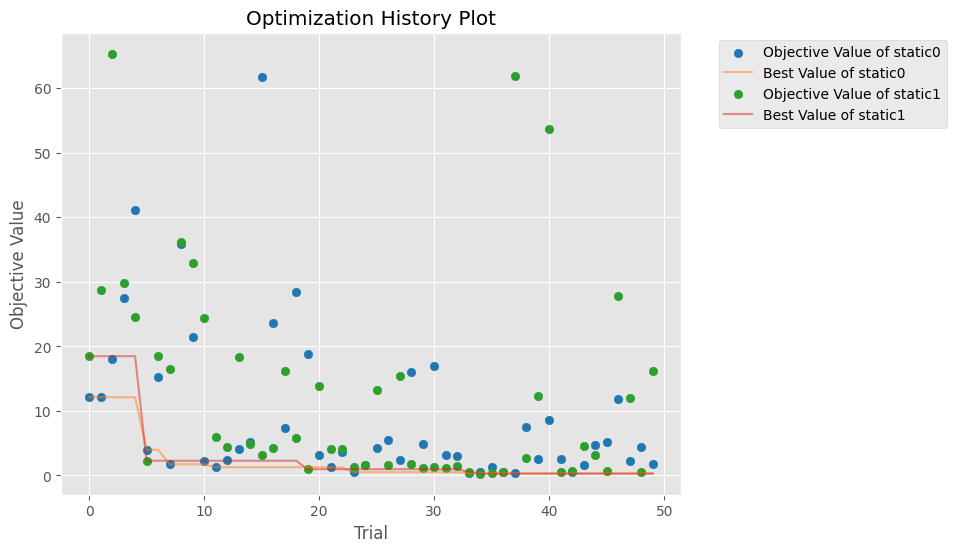 Optimization History Plot
Objective Value
60
50
40
30
20
10
0
0 10 20 30 40 50
Trial
Objective Value of static0
Best Value of static0
Objective Value of static1
Best Value of static1